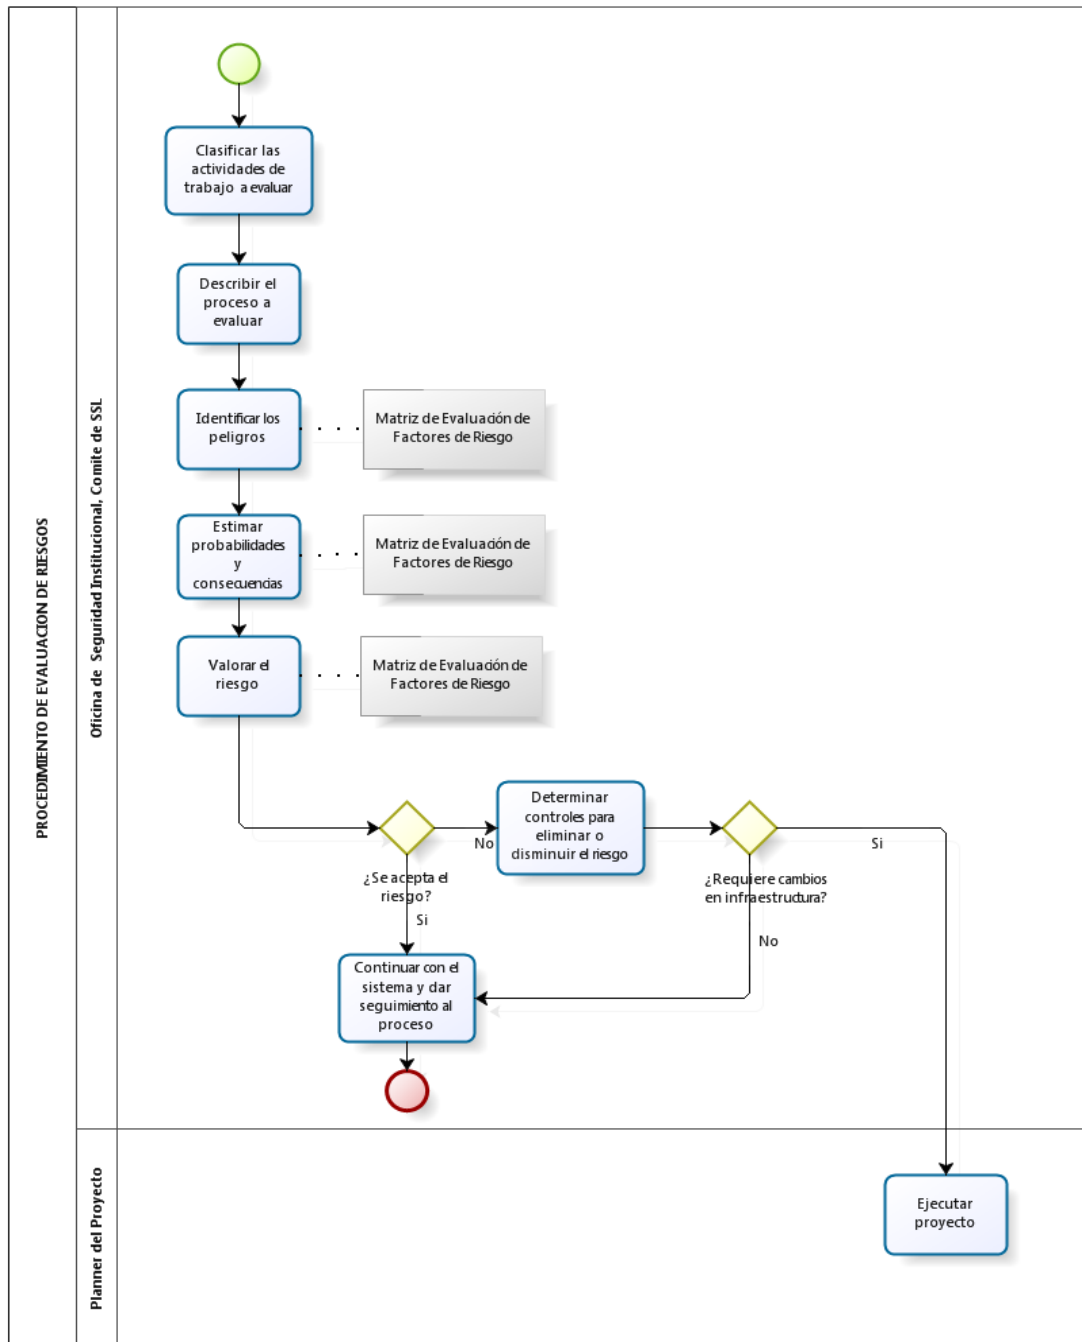 PROCEDIMIENTO DE EVALUACION DE RIESGOS
Oficina de Seguridad Institucional, Comite de SSL
Clasificar las
actividades de
trabajo a evaluar
Describir el
proceso a
evaluar
Identificar los
peligros
Matriz de Evaluación de
Factores de Riesgo
Estimar
probabilidades
y
consecuencias
Matriz de Evaluación de
Factores de Riesgo
Valorar el
riesgo
Matriz de Evaluación de
Factores de Riesgo
¿Se acepta el
riesgo?
No
Si
Determinar
controles para
eliminar o
disminuir el riesgo
¿Requiere cambios
en infraestructura?
Si
No
Continuar con el
sistema y dar
seguimiento al
proceso
Planner del Proyecto
Ejecutar
proyecto